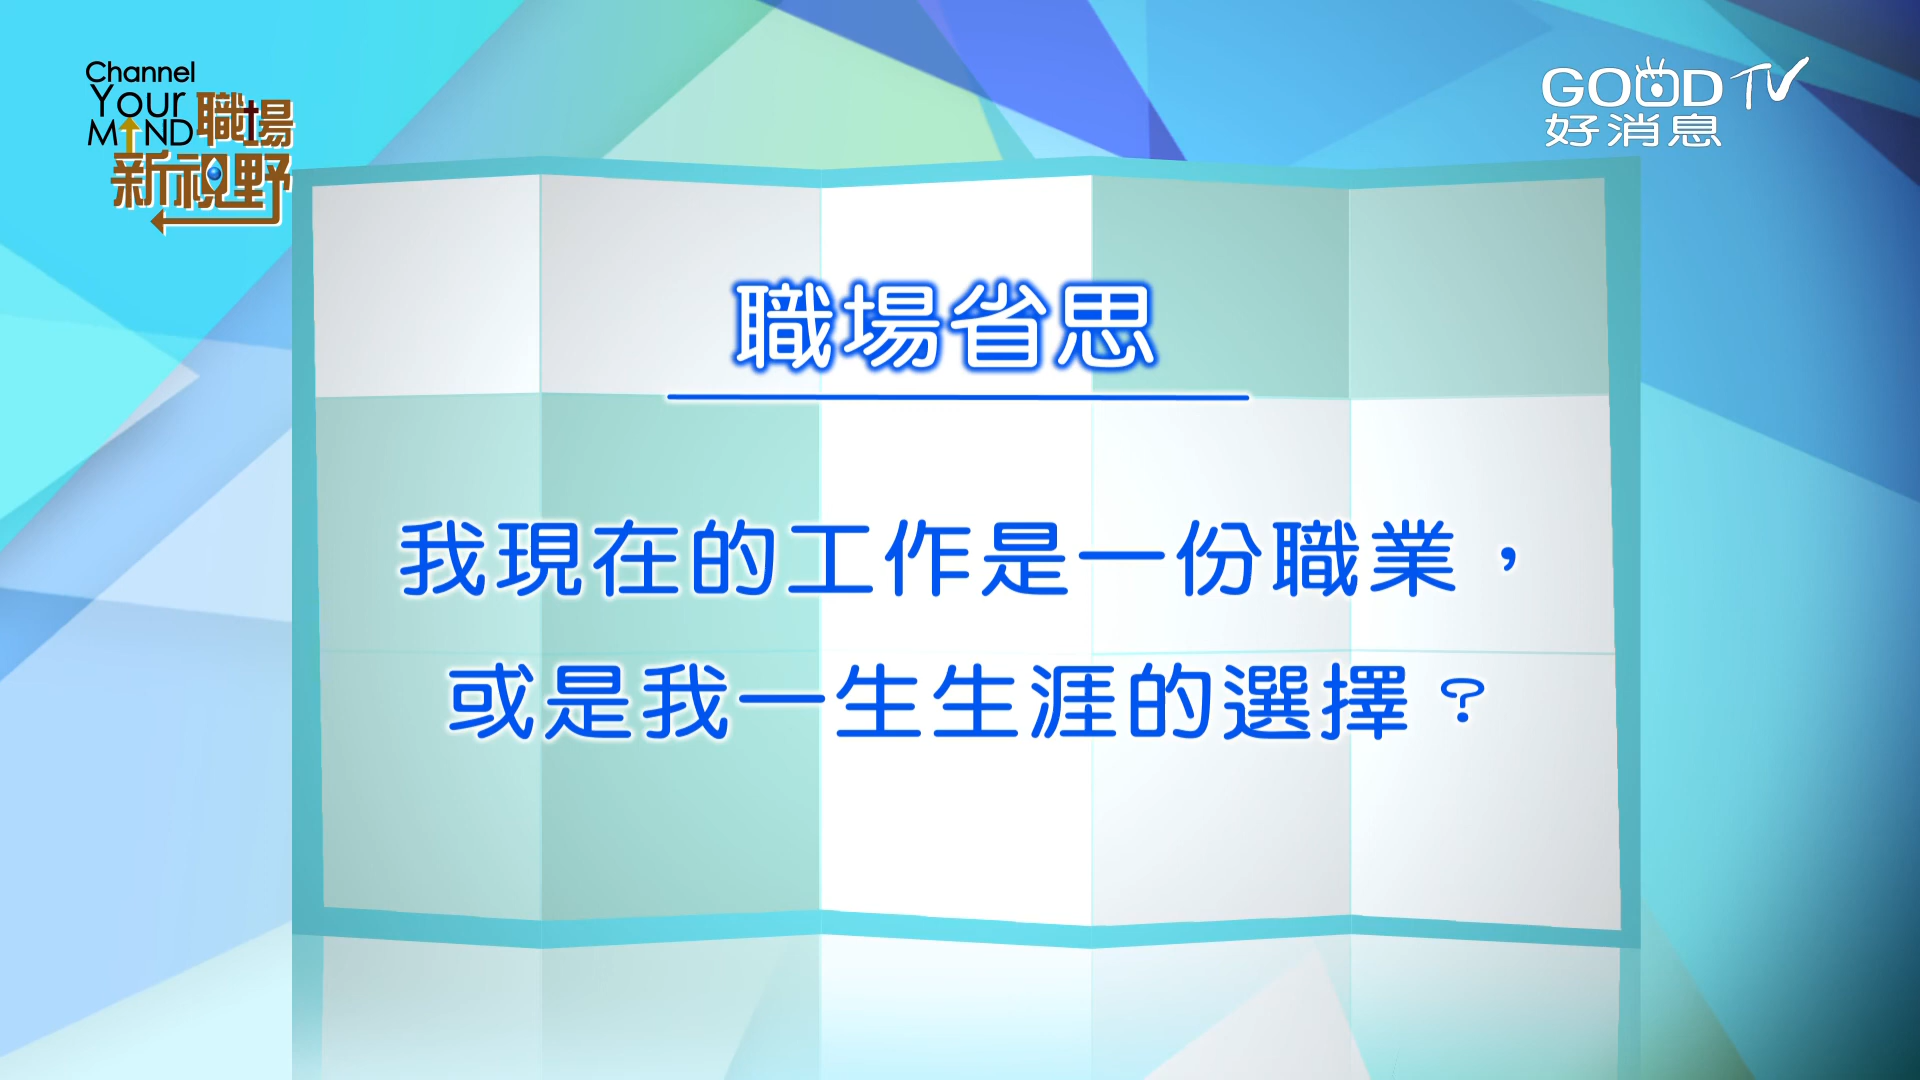 Channel
Your
MIND 職場
新視野
GOOD TV
好消息
職場省思
我現在的工作是一份職業，
或是我一生生涯的選擇？